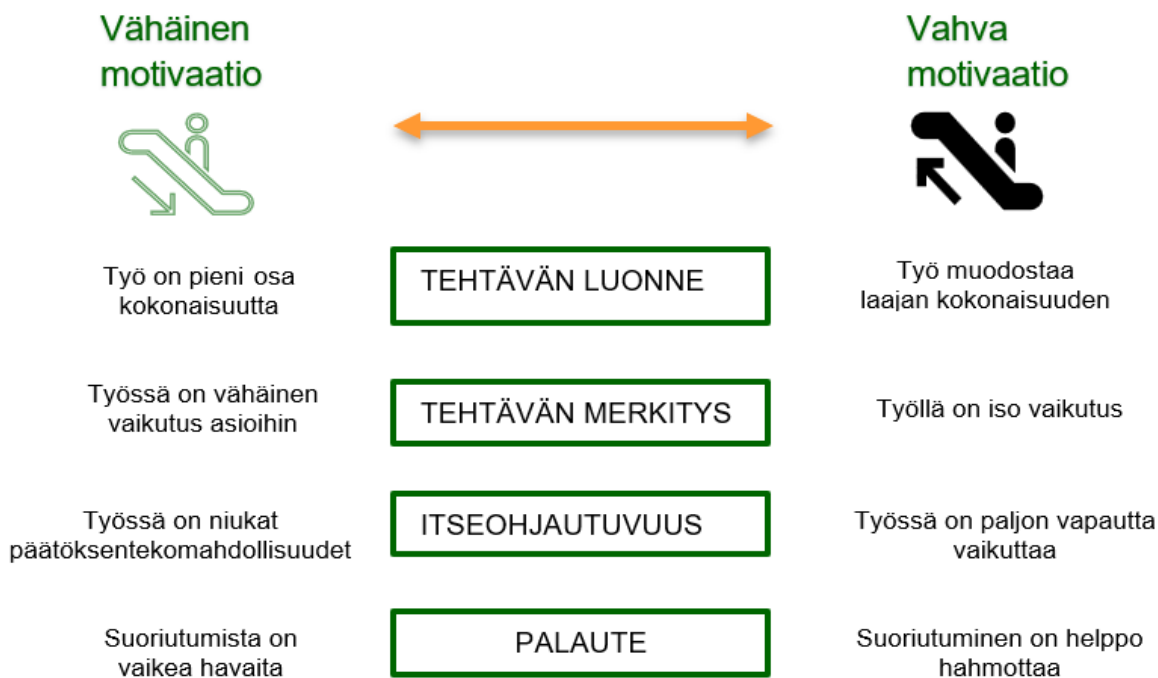 Vähäinen
motivaatio
Vahva
motivaatio
Työ on pieni osa
kokonaisuutta
TEHTÄVÄN LUONNE
Työ muodostaa
laajan kokonaisuuden
Työssä on vähäinen
vaikutus asioihin
TEHTÄVÄN MERKITYS
Työllä on iso vaikutus
Työssä on niukat
päätöksentekomahdollisuudet
ITSEOHJAUTUVUUS
Työssä on paljon vapautta
vaikuttaa
Suoriutumista on
vaikea havaita
PALAUTE
Suoriutuminen on helppo
hahmottaa